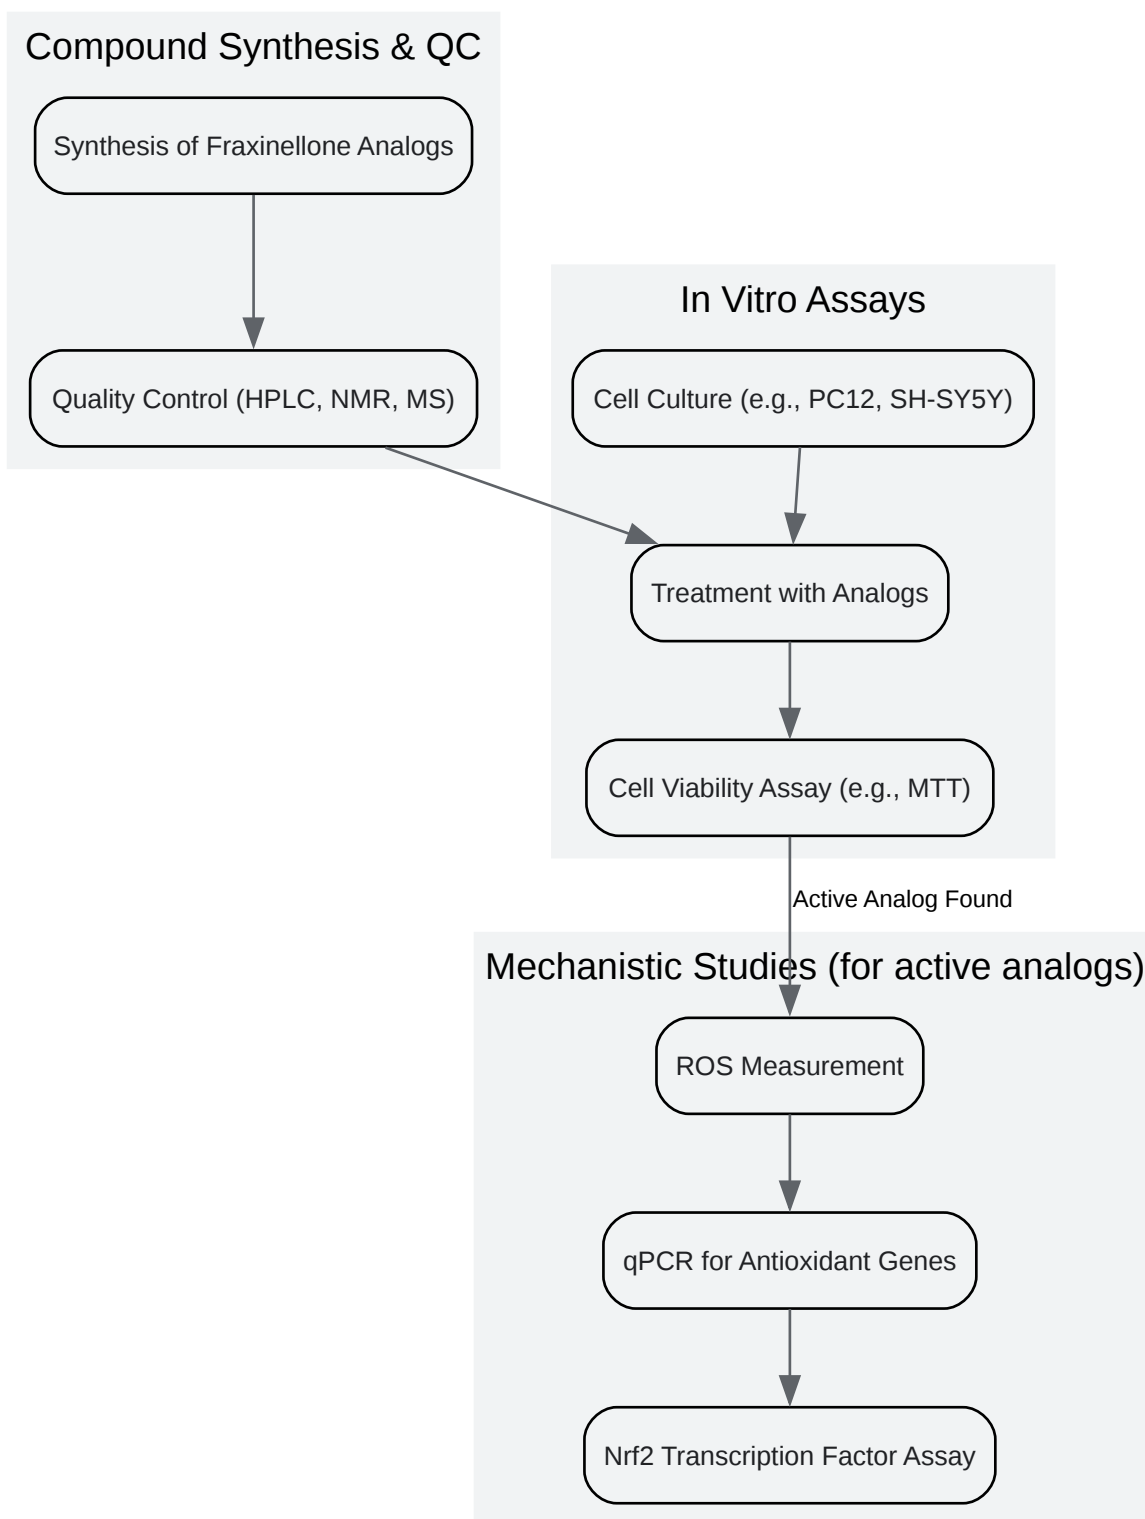 Compound Synthesis & QC
Synthesis of Fraxinellone Analogs
Quality Control (HPLC, NMR, MS)
In Vitro Assays
Cell Culture (e.g., PC12, SH-SY5Y)
Treatment with Analogs
Cell Viability Assay (e.g., MTT)
Active Analog Found
Mechanistic Studies (for active analogs)
ROS Measurement
qPCR for Antioxidant Genes
Nrf2 Transcription Factor Assay